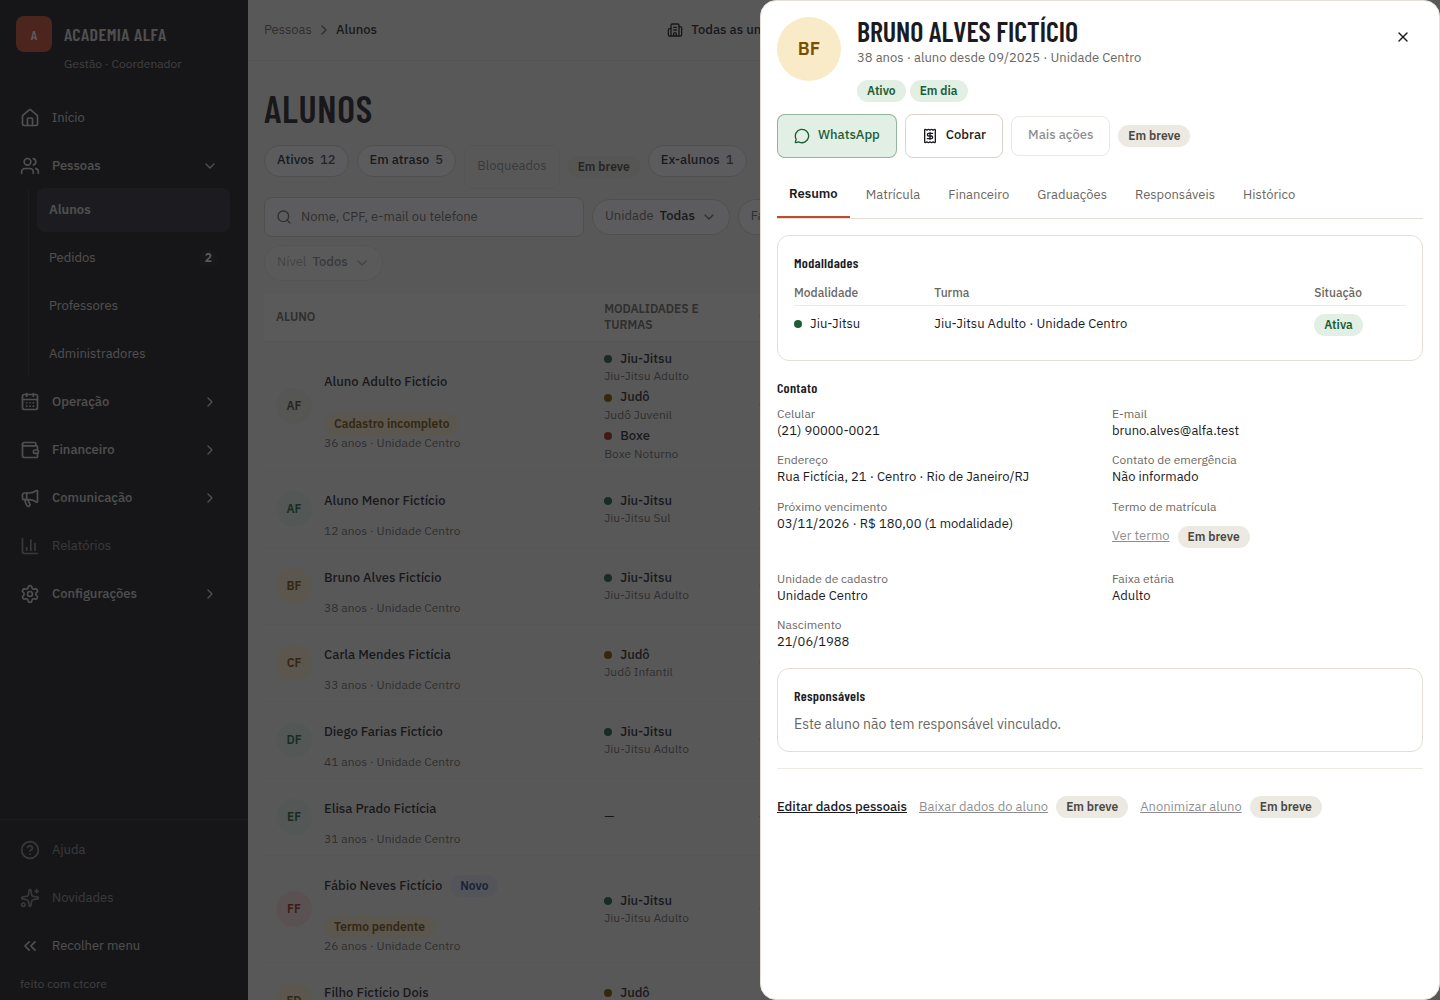 A
ACADEMIA ALFA
Gestão · Coordenador
Início
Pessoas
Alunos
Pedidos 2
Professores
Administradores
Operação
Financeiro
Comunicação
Relatórios
Configurações
Ajuda
Novidades
Recolher menu
feito com ctcore
Pessoas > Alunos
Todas as un
ALUNOS
Ativos 12
Em atraso 5
Bloqueados
Em breve
Ex-alunos 1
Nome, CPF, e-mail ou telefone
Unidade Todas
Fa
Nível Todos
ALUNO
MODALIDADES E
TURMAS
AF
Aluno Adulto Fictício
Cadastro incompleto
36 anos · Unidade Centro
Jiu-Jitsu
Jiu-Jitsu Adulto
Judô
Judô Juvenil
Boxe
Boxe Noturno
AF
Aluno Menor Fictício
12 anos · Unidade Centro
Jiu-Jitsu
Jiu-Jitsu Sul
BF
Bruno Alves Fictício
38 anos · Unidade Centro
Jiu-Jitsu
Jiu-Jitsu Adulto
CF
Carla Mendes Fictícia
33 anos · Unidade Centro
Judô
Judô Infantil
DF
Diego Farias Fictício
41 anos · Unidade Centro
Jiu-Jitsu
Jiu-Jitsu Adulto
EF
Elisa Prado Fictícia
31 anos · Unidade Centro
—
FF
Fábio Neves Fictício Novo
Termo pendente
26 anos · Unidade Centro
Jiu-Jitsu
Jiu-Jitsu Adulto
FD
Filho Fictício Dois
Judô
BF
BRUNO ALVES FICTÍCIO
38 anos · aluno desde 09/2025 · Unidade Centro
Ativo Em dia
WhatsApp
Cobrar
Mais ações
Em breve
Resumo
Matrícula
Financeiro
Graduações
Responsáveis
Histórico
Modalidades
Modalidade Turma Situação
Jiu-Jitsu Jiu-Jitsu Adulto · Unidade Centro Ativa
Contato
Celular
(21) 90000-0021
E-mail
bruno.alves@alfa.test
Endereço
Rua Fictícia, 21 · Centro · Rio de Janeiro/RJ
Contato de emergência
Não informado
Próximo vencimento
03/11/2026 · R$ 180,00 (1 modalidade)
Termo de matrícula
Ver termo Em breve
Unidade de cadastro
Unidade Centro
Faixa etária
Adulto
Nascimento
21/06/1988
Responsáveis
Este aluno não tem responsável vinculado.
Editar dados pessoais Baixar dados do aluno Em breve Anonimizar aluno Em breve